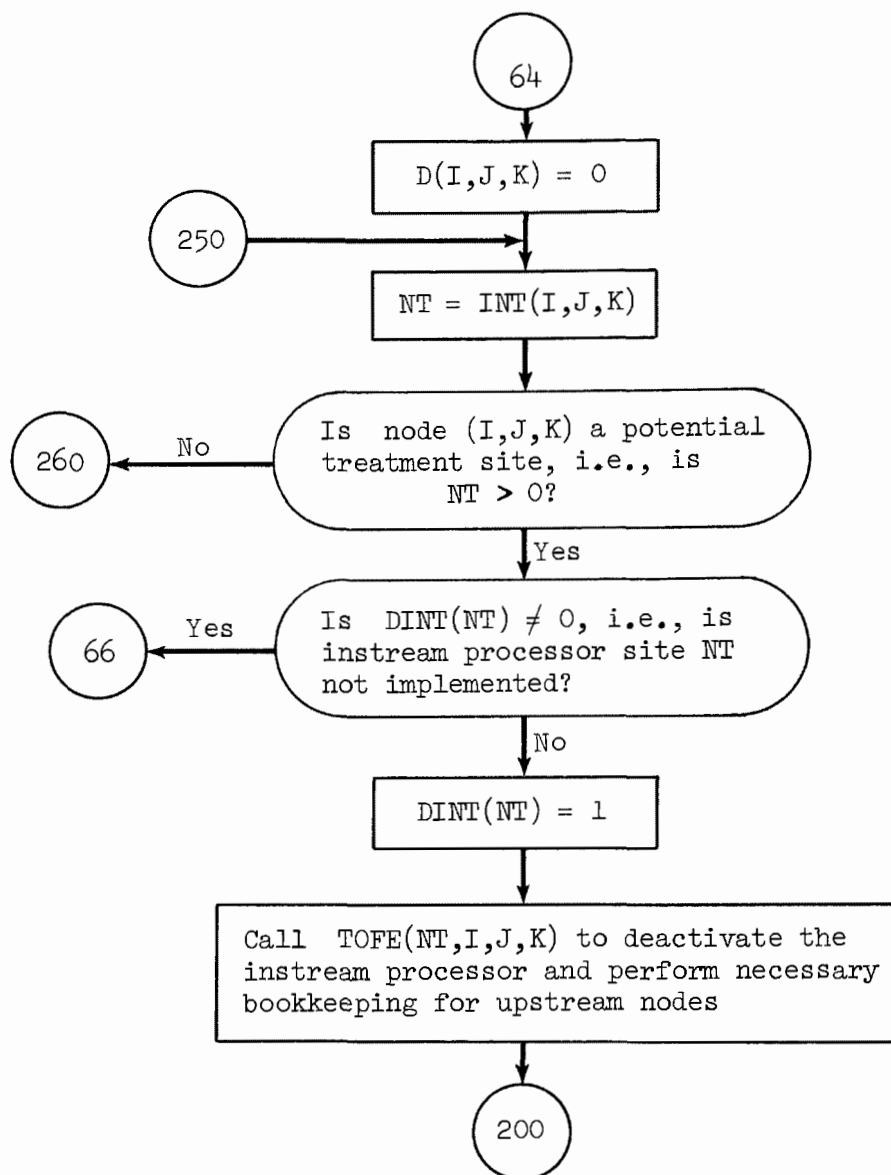 64
D(I,J,K) = 0
250
NT = INT(I,J,K)
Is node (I,J,K) a potential
treatment site, i.e., is
NT > 0?
No
260
Yes
Is DINT(NT) ≠ 0, i.e., is
instream processor site NT
not implemented?
Yes
66
No
DINT(NT) = 1
Call TOFE(NT,I,J,K) to deactivate the
instream processor and perform necessary
bookkeeping for upstream nodes
200